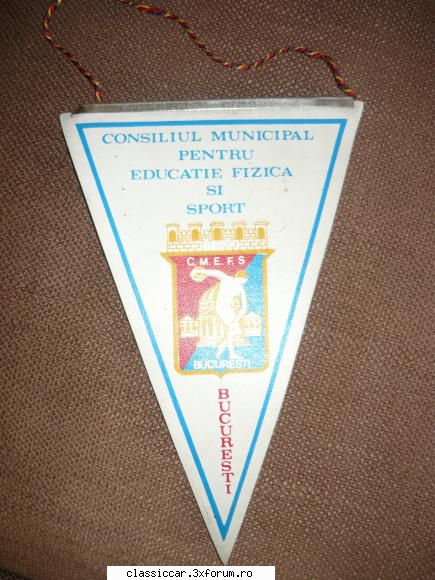 CONSILIUL MUNICIPAL
PENTRU
EDUCATIE FIZICA
SI
SPORT
C.M.E.F.S
BUCURESTI
BUCURESTI
classiccar.3xforum.ro